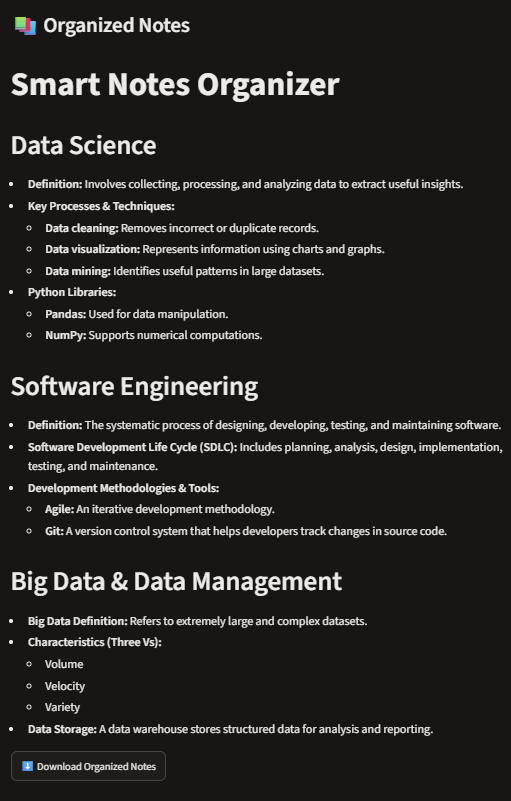 Organized Notes
Smart Notes Organizer
Data Science
Definition: Involves collecting, processing, and analyzing data to extract useful insights.
Key Processes & Techniques:
Data cleaning: Removes incorrect or duplicate records.
Data visualization: Represents information using charts and graphs.
Data mining: Identifies useful patterns in large datasets.
Python Libraries:
Pandas: Used for data manipulation.
NumPy: Supports numerical computations.
Software Engineering
Definition: The systematic process of designing, developing, testing, and maintaining software.
Software Development Life Cycle (SDLC): Includes planning, analysis, design, implementation,
testing, and maintenance.
Development Methodologies & Tools:
Agile: An iterative development methodology.
Git: A version control system that helps developers track changes in source code.
Big Data & Data Management
Big Data Definition: Refers to extremely large and complex datasets.
Characteristics (Three Vs):
Volume
Velocity
Variety
Data Storage: A data warehouse stores structured data for analysis and reporting.
Download Organized Notes